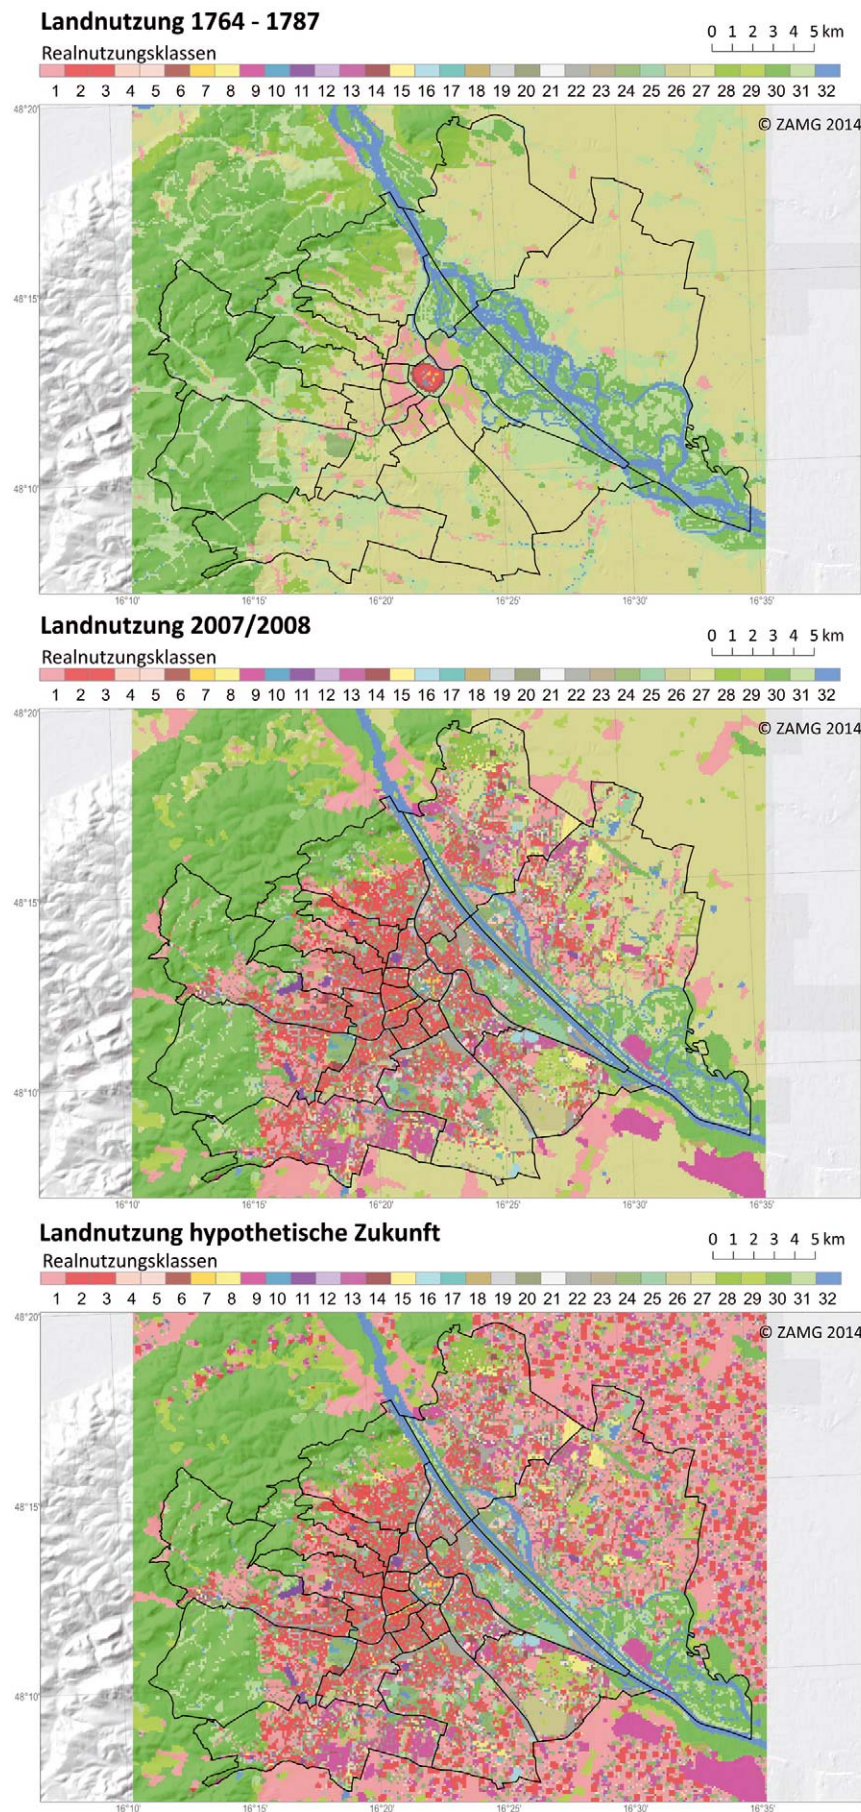 Landnutzung 1764 - 1787
0 1 2 3 4 5 km
Realnutzungsklassen
1 2 3 4 5 6 7 8 9 10 11 12 13 14 15 16 17 18 19 20 21 22 23 24 25 26 27 28 29 30 31 32
48°20'
© ZAMG 2014
48°15'
48°10'
16°10' 16°15' 16°20' 16°25' 16°30' 16°35'
Landnutzung 2007/2008
0 1 2 3 4 5 km
Realnutzungsklassen
1 2 3 4 5 6 7 8 9 10 11 12 13 14 15 16 17 18 19 20 21 22 23 24 25 26 27 28 29 30 31 32
48°20'
© ZAMG 2014
48°15'
48°10'
16°10' 16°15' 16°20' 16°25' 16°30' 16°35'
Landnutzung hypothetische Zukunft
0 1 2 3 4 5 km
Realnutzungsklassen
1 2 3 4 5 6 7 8 9 10 11 12 13 14 15 16 17 18 19 20 21 22 23 24 25 26 27 28 29 30 31 32
48°20'
© ZAMG 2014
48°15'
48°10'
16°10' 16°15' 16°20' 16°25' 16°30' 16°35'